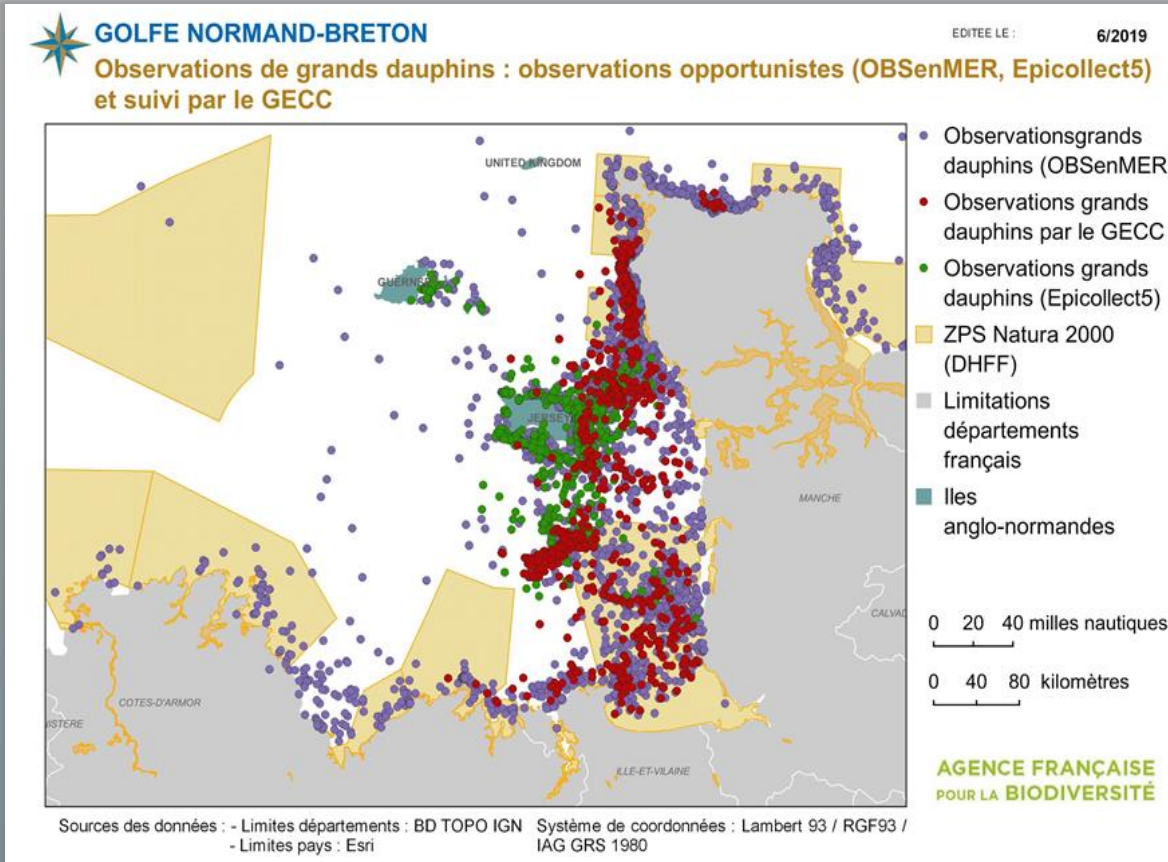 GOLFE NORMAND-BRETON
EDITEE LE :
6/2019
Observations de grands dauphins : observations opportunistes (OBSenMER, Epicollect5)
et suivi par le GECC
UNITED KINGDOM
JERSEY
MANCHE
COTES-D'ARMOR
ISTERE
ILLE-ET-VILAINE
CALVAD
Observationsgrands
dauphins (OBSenMER
Observations grands
dauphins par le GECC
Observations grands
dauphins (Epicollect5)
ZPS Natura 2000
(DHFF)
Limitations
départements
français
Iles
anglo-normandes
0 20 40 milles nautiques
0 40 80 kilomètres
AGENCE FRANÇAISE
POUR LA BIODIVERSITÉ
Sources des données : - Limites départements : BD TOPO IGN
- Limites pays : Esri
Système de coordonnées : Lambert 93 / RGF93 /
IAG GRS 1980